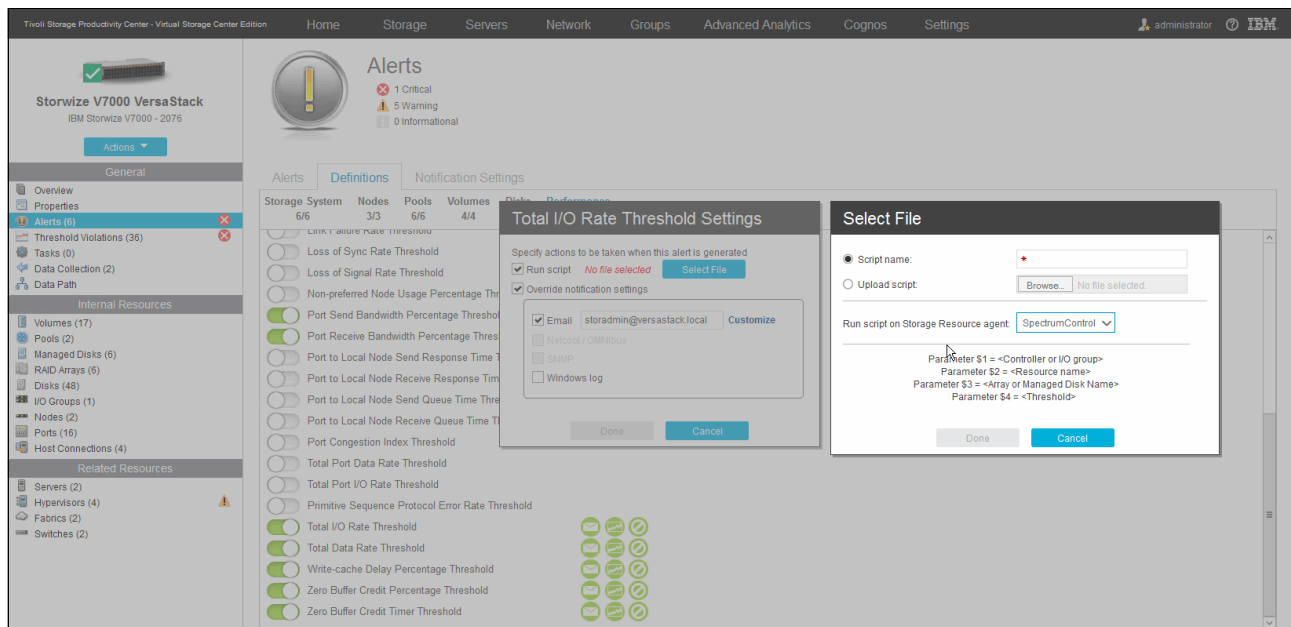 Tivoli Storage Productivity Center - Virtual Storage Center Edition
Home Storage Servers Network Groups Advanced Analytics Cognos Settings
administrator
IBM
Storwize V7000 VersaStack
IBM Storwize V7000 - 2076
Actions
General
Overview
Properties
Alerts (6)
Threshold Violations (36)
Tasks (0)
Data Collection (2)
Data Path
Internal Resources
Volumes (17)
Pools (2)
Managed Disks (6)
RAID Arrays (6)
Disks (48)
I/O Groups (1)
Nodes (2)
Ports (16)
Host Connections (4)
Related Resources
Servers (2)
Hypervisors (4)
Fabrics (2)
Switches (2)
Alerts
1 Critical
5 Warning
0 Informational
Alerts Definitions Notification Settings
Storage System Nodes Pools Volumes Disks Performance
6/6 3/3 6/6 4/4
Link Failure Rate Threshold
Loss of Sync Rate Threshold
Loss of Signal Rate Threshold
Non-preferred Node Usage Percentage Thr
Port Send Bandwidth Percentage Threshol
Port Receive Bandwidth Percentage Thres
Port to Local Node Send Response Time T
Port to Local Node Receive Response Tim
Port to Local Node Send Queue Time Thre
Port to Local Node Receive Queue Time Tl
Port Congestion Index Threshold
Total Port Data Rate Threshold
Total Port I/O Rate Threshold
Primitive Sequence Protocol Error Rate Threshold
Total I/O Rate Threshold
Total Data Rate Threshold
Write-cache Delay Percentage Threshold
Zero Buffer Credit Percentage Threshold
Zero Buffer Credit Timer Threshold
Total I/O Rate Threshold Settings
Specify actions to be taken when this alert is generated
Run script No file selected Select File
Override notification settings
Email storadmin@versastack.local Customize
Netcool / OMNIbus
SNMP
Windows log
Done Cancel
Select File
Script name: *
Upload script: Browse... No file selected.
Run script on Storage Resource agent: SpectrumControl
Parameter $1 = <Controller or I/O group>
Parameter $2 = <Resource name>
Parameter $3 = <Array or Managed Disk Name>
Parameter $4 = <Threshold>
Done Cancel